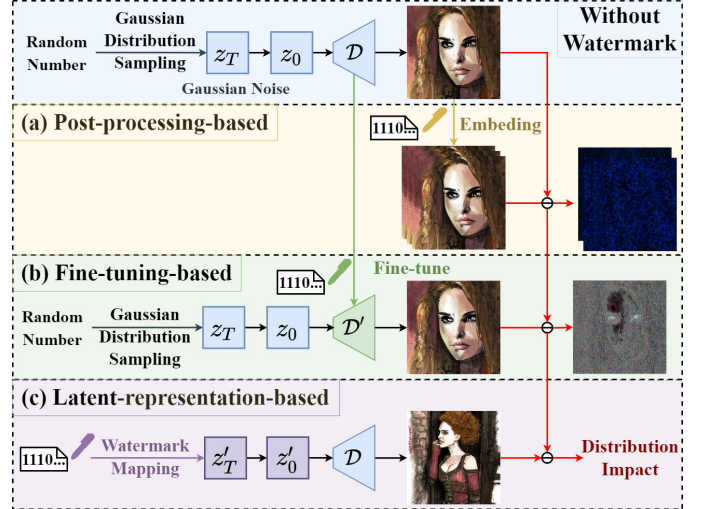 Without
Watermark
Random
Number
Gaussian
Distribution
Sampling
z_T
z_0
𝒟
Gaussian Noise
(a) Post-processing-based
1110...
Embeding
(b) Fine-tuning-based
1110...
Fine-tune
Random
Number
Gaussian
Distribution
Sampling
z_T
z_0
𝒟′
(c) Latent-representation-based
1110...
Watermark
Mapping
z′_T
z′_0
𝒟
Distribution
Impact